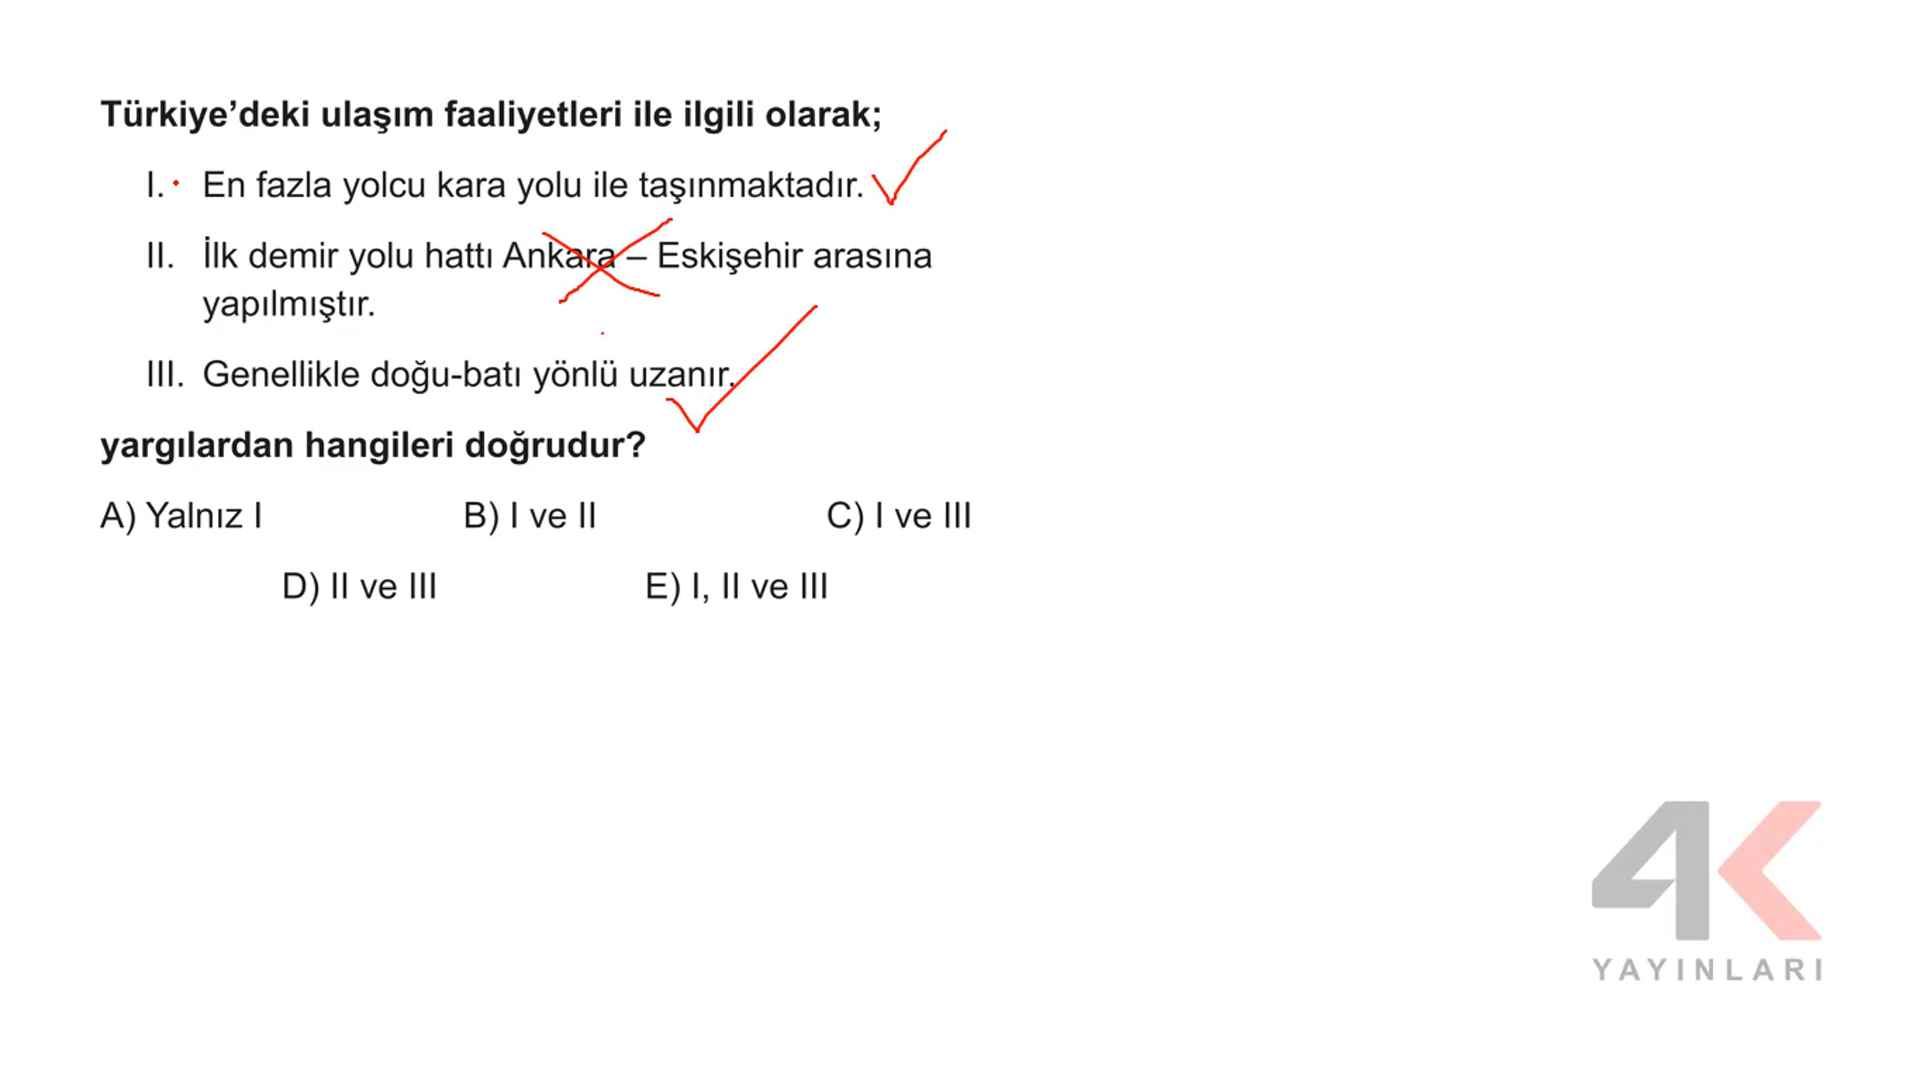 Türkiye’deki ulaşım faaliyetleri ile ilgili olarak;
I. En fazla yolcu kara yolu ile taşınmaktadır.
II. İlk demir yolu hattı Ankara – Eskişehir arasına
yapılmıştır.
III. Genellikle doğu-batı yönlü uzanır.
yargılardan hangileri doğrudur?
A) Yalnız I B) I ve II C) I ve III
D) II ve III E) I, II ve III
4K
YAYINLARI